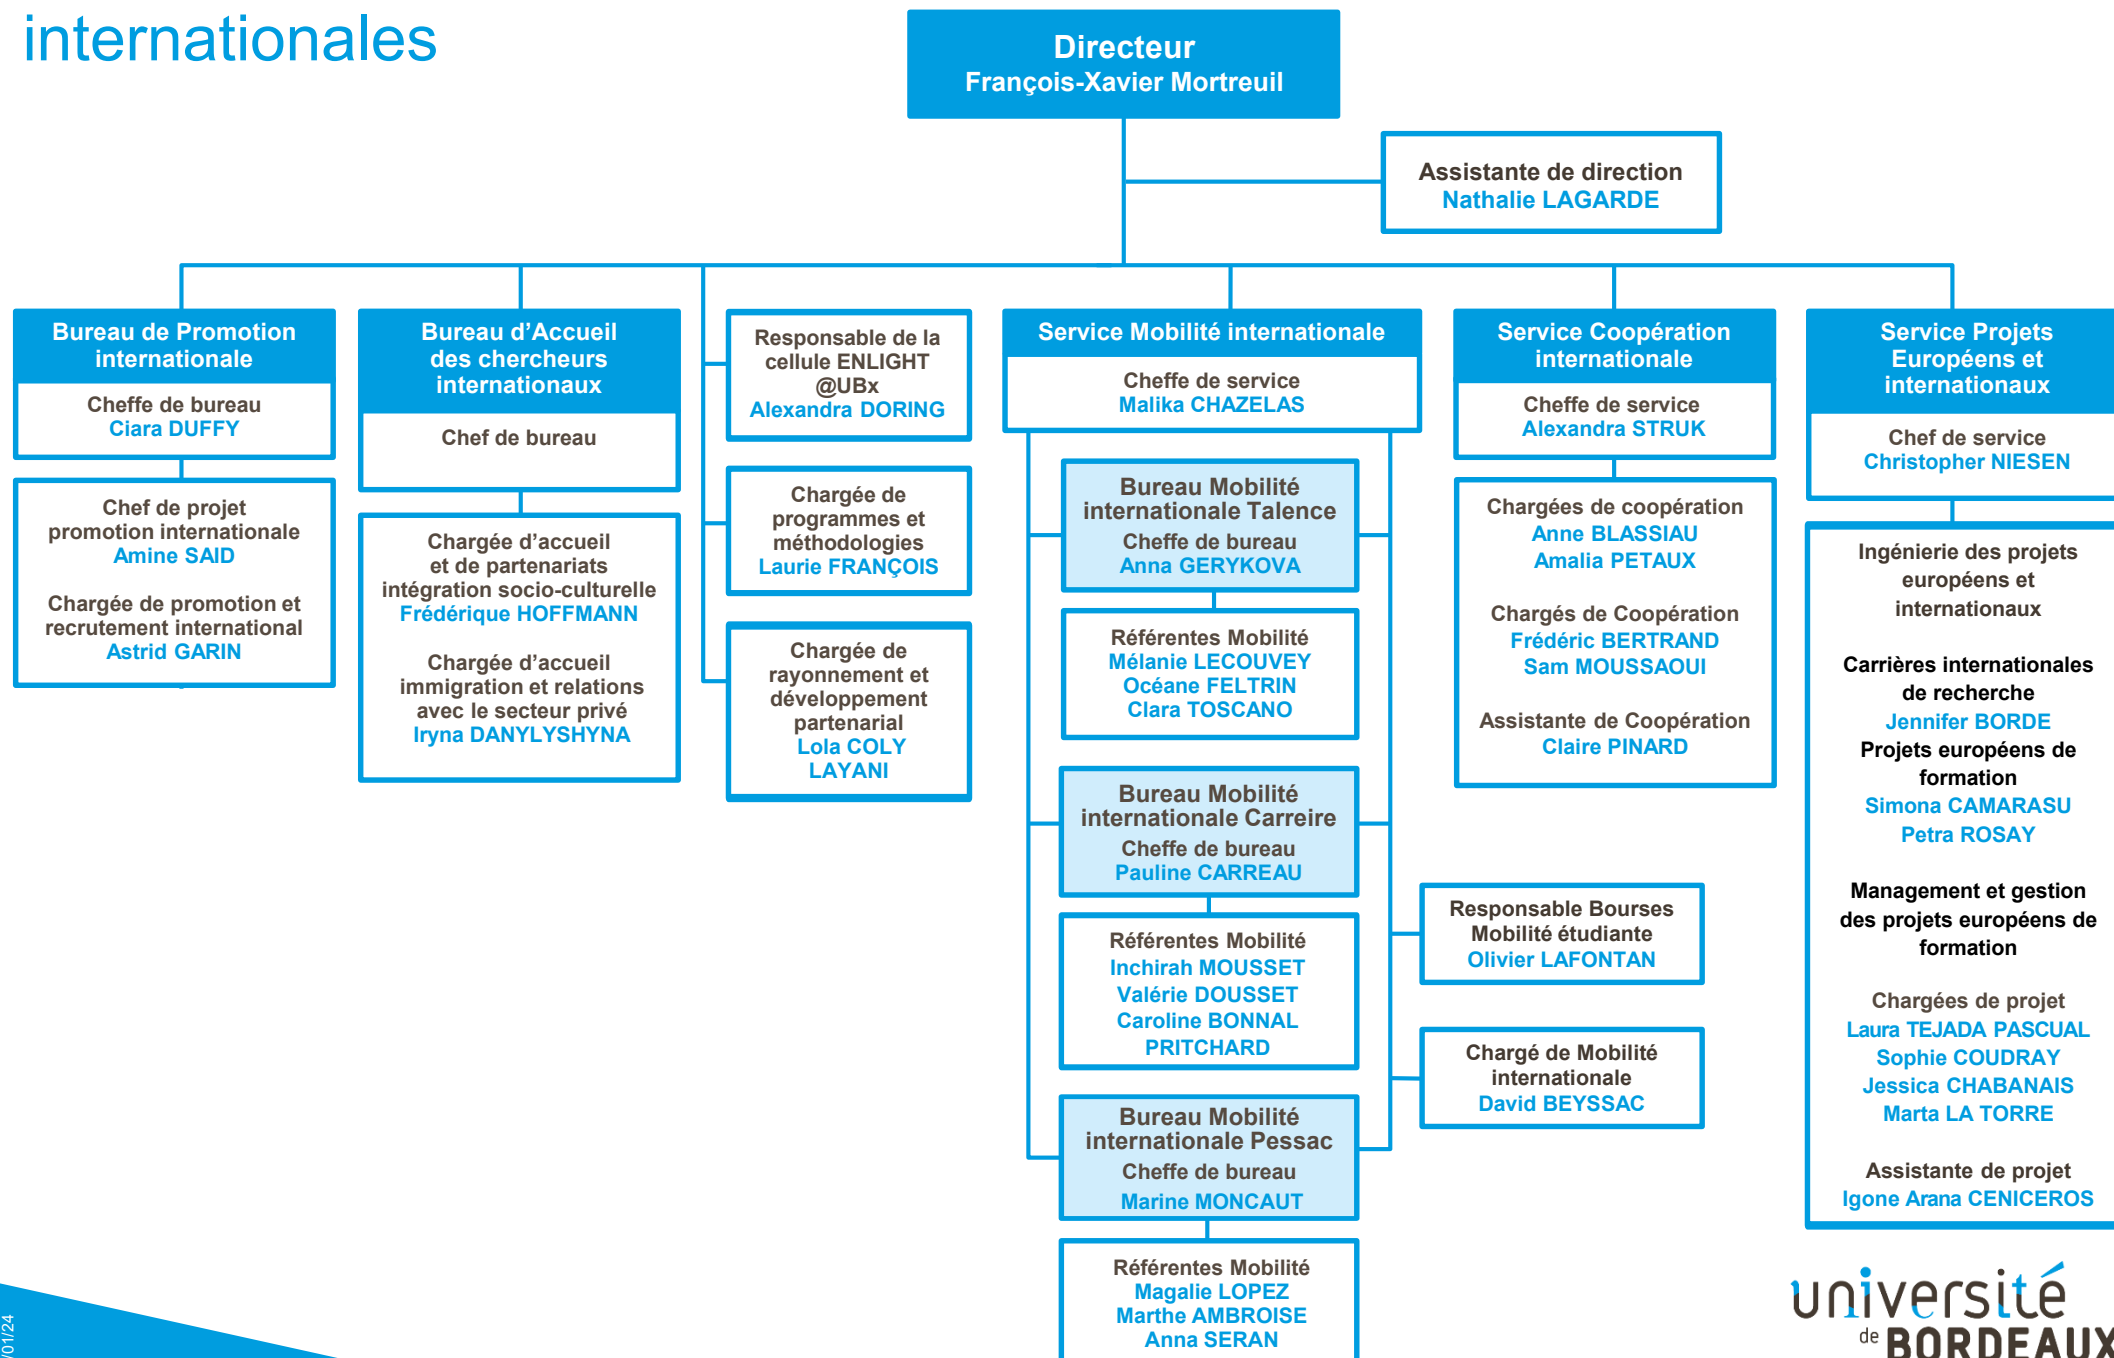 internationales
Directeur
François-Xavier Mortreuil
Assistante de direction
Nathalie LAGARDE
Bureau de Promotion
internationale
Cheffe de bureau
Ciara DUFFY
Chef de projet
promotion internationale
Amine SAID
Chargée de promotion et
recrutement international
Astrid GARIN
Bureau d’Accueil
des chercheurs
internationaux
Chef de bureau
Chargée d’accueil
et de partenariats
intégration socio-culturelle
Frédérique HOFFMANN
Chargée d’accueil
immigration et relations
avec le secteur privé
Iryna DANYLYSHYNA
Responsable de la
cellule ENLIGHT
@UBx
Alexandra DORING
Chargée de
programmes et
méthodologies
Laurie FRANÇOIS
Chargée de
rayonnement et
développement
partenarial
Lola COLY
LAYANI
Service Mobilité internationale
Cheffe de service
Malika CHAZELAS
Bureau Mobilité
internationale Talence
Cheffe de bureau
Anna GERYKOVA
Référentes Mobilité
Mélanie LECOUVEY
Océane FELTRIN
Clara TOSCANO
Bureau Mobilité
internationale Carreire
Cheffe de bureau
Pauline CARREAU
Référentes Mobilité
Inchirah MOUSSET
Valérie DOUSSET
Caroline BONNAL
PRITCHARD
Bureau Mobilité
internationale Pessac
Cheffe de bureau
Marine MONCAUT
Référentes Mobilité
Magalie LOPEZ
Marthe AMBROISE
Anna SERAN
Responsable Bourses
Mobilité étudiante
Olivier LAFONTAN
Chargé de Mobilité
internationale
David BEYSSAC
Service Coopération
internationale
Cheffe de service
Alexandra STRUK
Chargées de coopération
Anne BLASSIAU
Amalia PETAUX
Chargés de Coopération
Frédéric BERTRAND
Sam MOUSSAOUI
Assistante de Coopération
Claire PINARD
Service Projets
Européens et
internationaux
Chef de service
Christopher NIESEN
Ingénierie des projets
européens et
internationaux
Carrières internationales
de recherche
Jennifer BORDE
Projets européens de
formation
Simona CAMARASU
Petra ROSAY
Management et gestion
des projets européens de
formation
Chargées de projet
Laura TEJADA PASCUAL
Sophie COUDRAY
Jessica CHABANAIS
Marta LA TORRE
Assistante de projet
Igone Arana CENICEROS
/01/24
université
de BORDEAUX